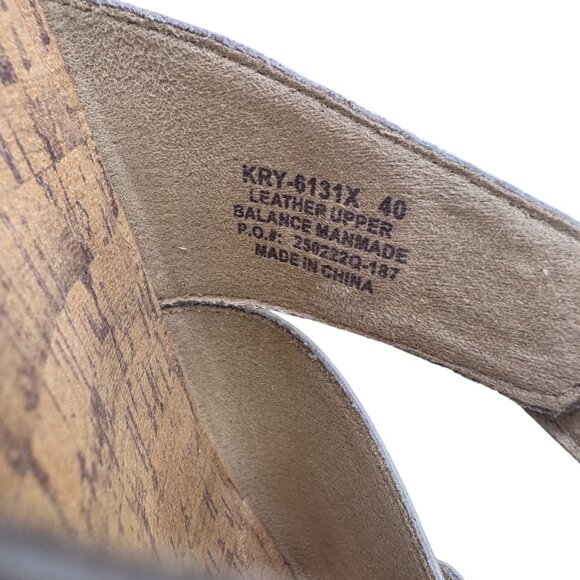 KRY-6131X 40
LEATHER UPPER
BALANCE MANMADE
P.O.#: 250222Q-187
MADE IN CHINA